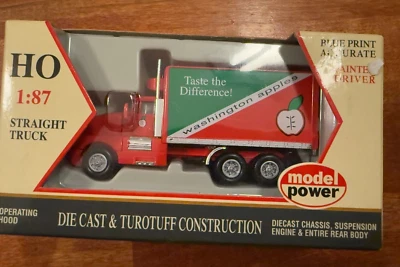 HO
1:87
STRAIGHT
TRUCK
BLUE PRINT
ACCURATE
PAINTED
DRIVER
Taste the
Difference!
washington apples
model
power
OPERATING
HOOD
DIE CAST & TUROTUFF CONSTRUCTION
DIECAST CHASSIS, SUSPENSION
ENGINE & ENTIRE REAR BODY